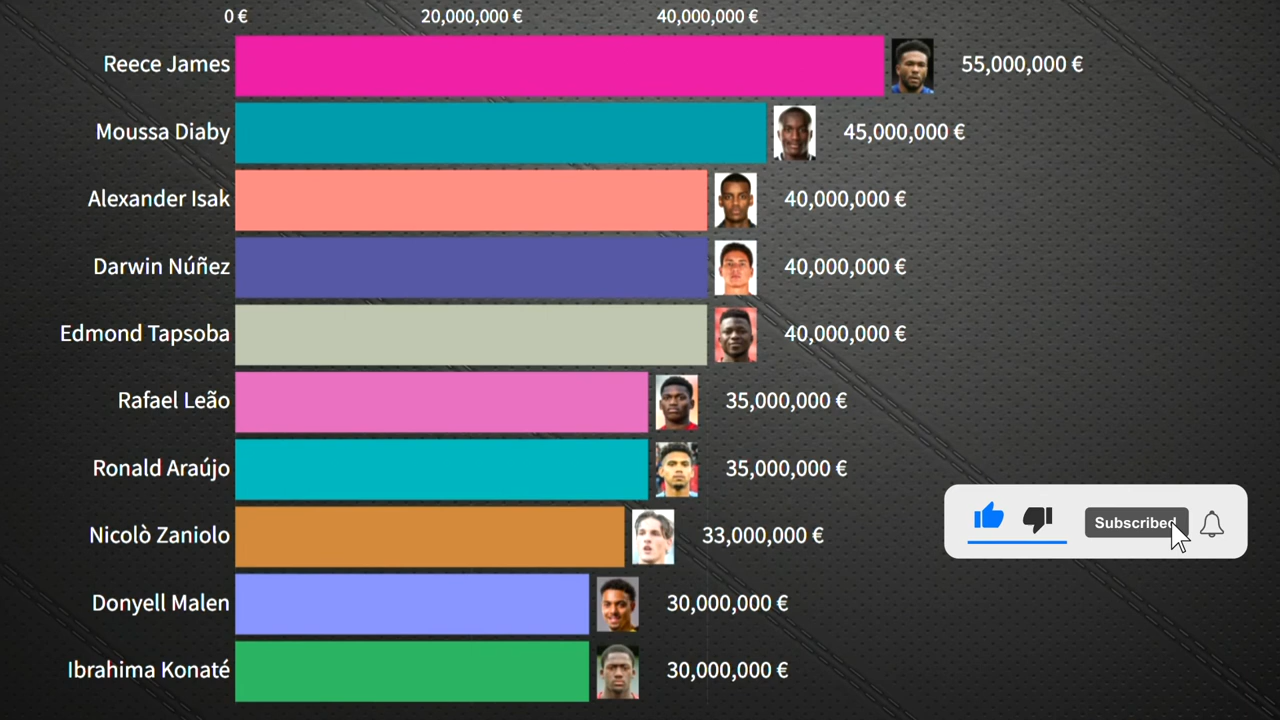 0 € 20,000,000 € 40,000,000 €
Reece James 55,000,000 €
Moussa Diaby 45,000,000 €
Alexander Isak 40,000,000 €
Darwin Núñez 40,000,000 €
Edmond Tapsoba 40,000,000 €
Rafael Leão 35,000,000 €
Ronald Araújo 35,000,000 €
Nicolò Zaniolo 33,000,000 €
Subscribed
Donyell Malen 30,000,000 €
Ibrahima Konaté 30,000,000 €